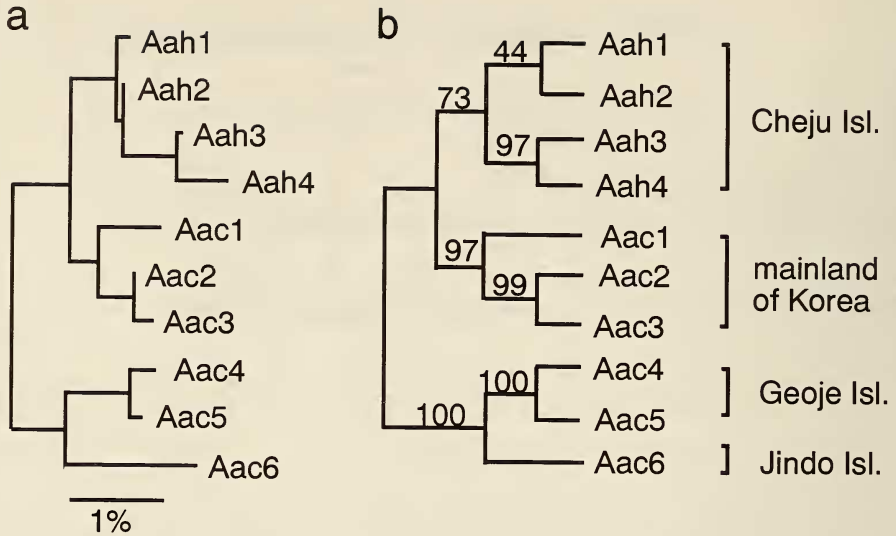 a
Aah1
Aah2
Aah3
Aah4
Aac1
Aac2
Aac3
Aac4
Aac5
Aac6
1%
b
44
73
97
97
99
100
100
Aah1
Aah2
Aah3
Aah4
Aac1
Aac2
Aac3
Aac4
Aac5
Aac6
Cheju Isl.
mainland
of Korea
Geoje Isl.
Jindo Isl.